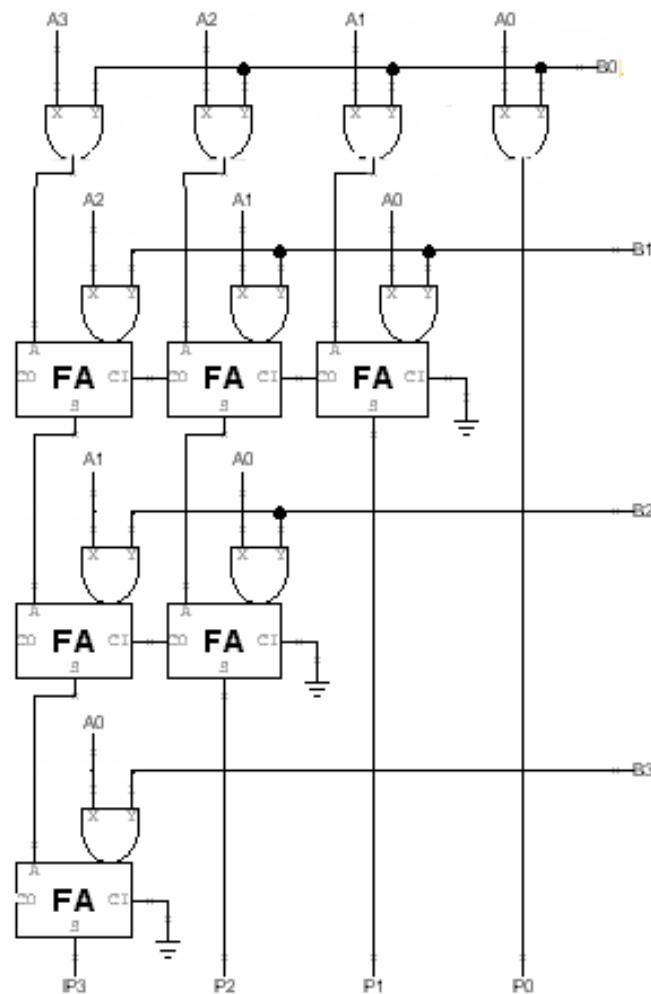 A3 A2 A1 A0
B0
X Y X Y X Y X Y
A2 A1 A0
B1
X Y X Y X Y
A A A
CO FA CI CO FA CI CO FA CI
S S S
A1 A0
B2
X Y X Y
A A
CO FA CI CO FA CI
S S
A0
B3
X Y
A
CO FA CI
S
P3 P2 P1 P0